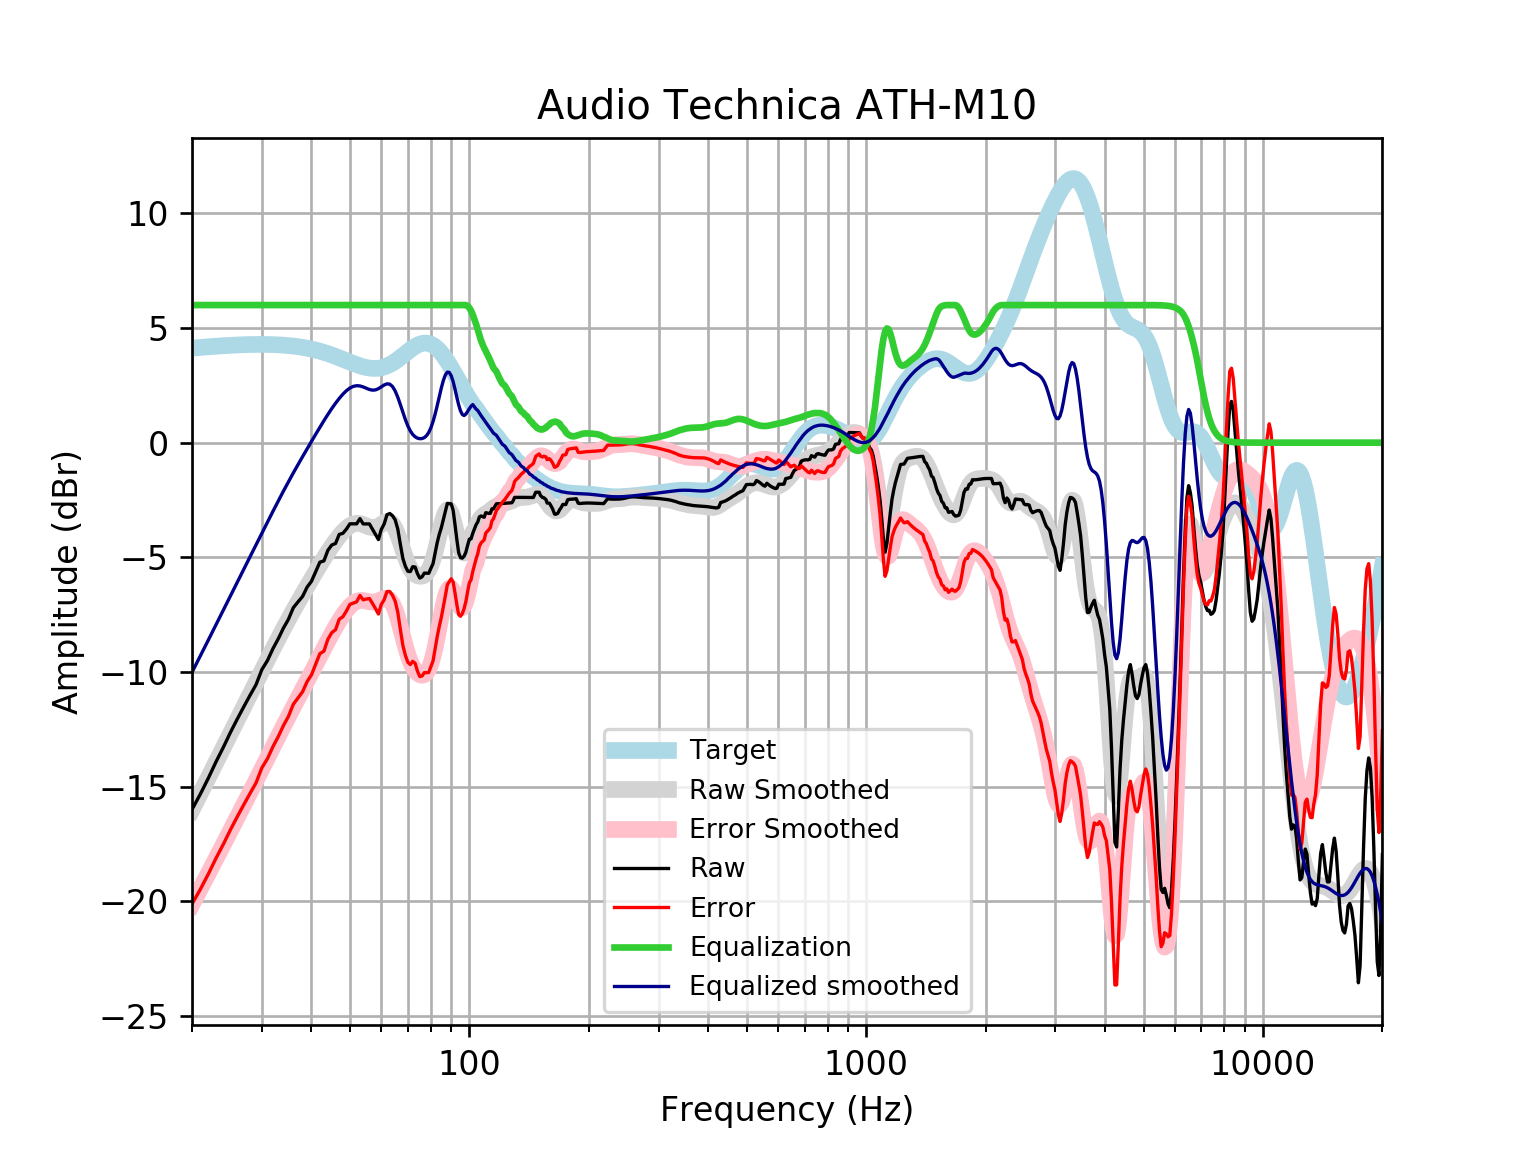 Audio Technica ATH-M10
Amplitude (dBr)
10
5
0
−5
−10
−15
−20
−25
Target
Raw Smoothed
Error Smoothed
Raw
Error
Equalization
Equalized smoothed
100
1000
10000
Frequency (Hz)